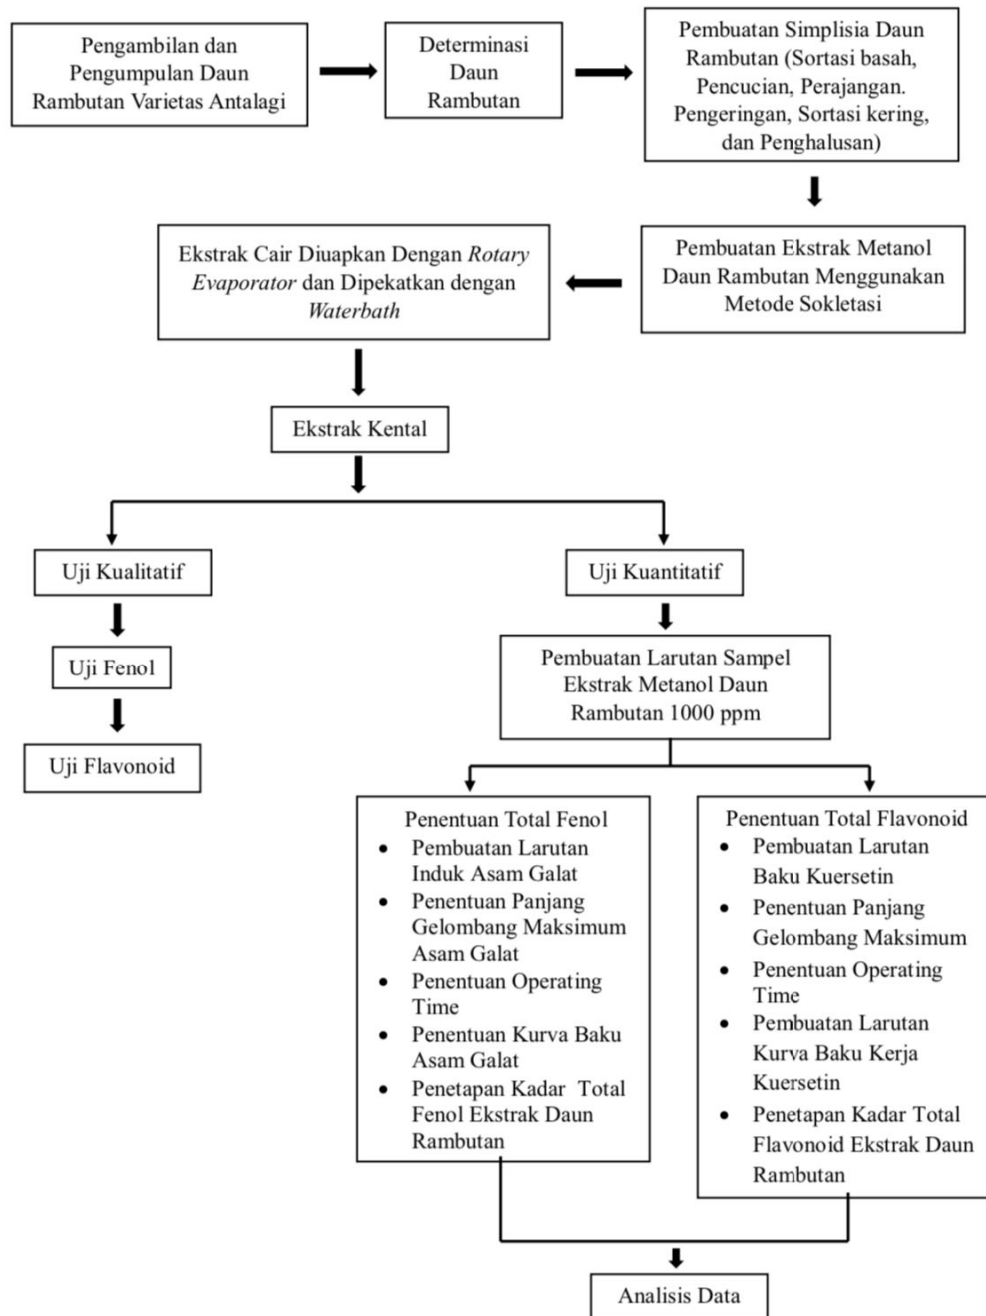 Pengambilan dan
Pengumpulan Daun
Rambutan Varietas Antalagi
Determinasi
Daun
Rambutan
Pembuatan Simplisia Daun
Rambutan (Sortasi basah,
Pencucian, Perajangan.
Pengeringan, Sortasi kering,
dan Penghalusan)
Pembuatan Ekstrak Metanol
Daun Rambutan Menggunakan
Metode Sokletasi
Ekstrak Cair Diuapkan Dengan Rotary
Evaporator dan Dipekatkan dengan
Waterbath
Ekstrak Kental
Uji Kualitatif
Uji Fenol
Uji Flavonoid
Uji Kuantitatif
Pembuatan Larutan Sampel
Ekstrak Metanol Daun
Rambutan 1000 ppm
Penentuan Total Fenol
• Pembuatan Larutan
Induk Asam Galat
• Penentuan Panjang
Gelombang Maksimum
Asam Galat
• Penentuan Operating
Time
• Penentuan Kurva Baku
Asam Galat
• Penetapan Kadar Total
Fenol Ekstrak Daun
Rambutan
Penentuan Total Flavonoid
• Pembuatan Larutan
Baku Kuersetin
• Penentuan Panjang
Gelombang Maksimum
• Penentuan Operating
Time
• Pembuatan Larutan
Kurva Baku Kerja
Kuersetin
• Penetapan Kadar Total
Flavonoid Ekstrak Daun
Rambutan
Analisis Data